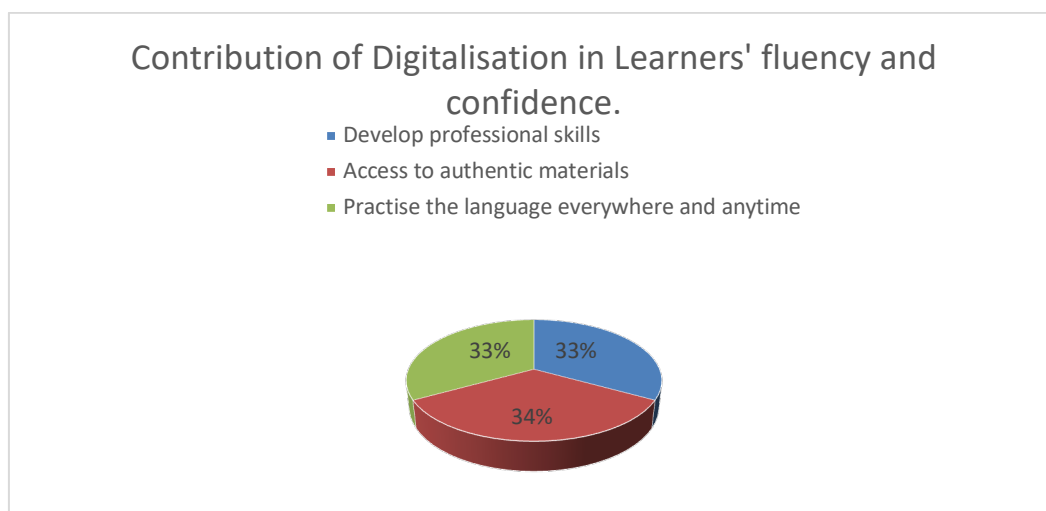 Contribution of Digitalisation in Learners' fluency and
confidence.
Develop professional skills
Access to authentic materials
Practise the language everywhere and anytime
33%
33%
34%